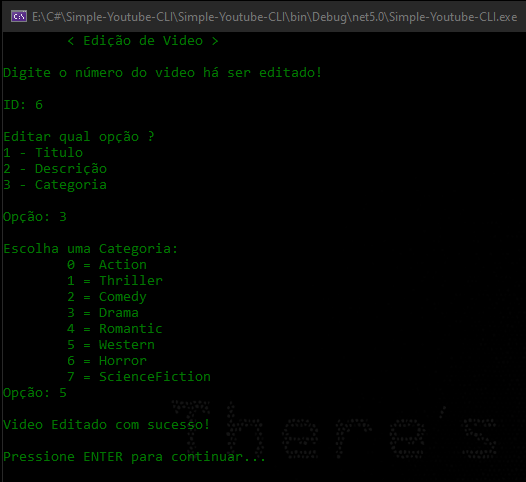 E:\C#\Simple-Youtube-CLI\Simple-Youtube-CLI\bin\Debug\net5.0\Simple-Youtube-CLI.exe
< Edição de Video >
Digite o número do video há ser editado!
ID: 6
Editar qual opção ?
1 - Titulo
2 - Descrição
3 - Categoria
Opção: 3
Escolha uma Categoria:
0 = Action
1 = Thriller
2 = Comedy
3 = Drama
4 = Romantic
5 = Western
6 = Horror
7 = ScienceFiction
Opção: 5
Video Editado com sucesso!
Pressione ENTER para continuar...
There's